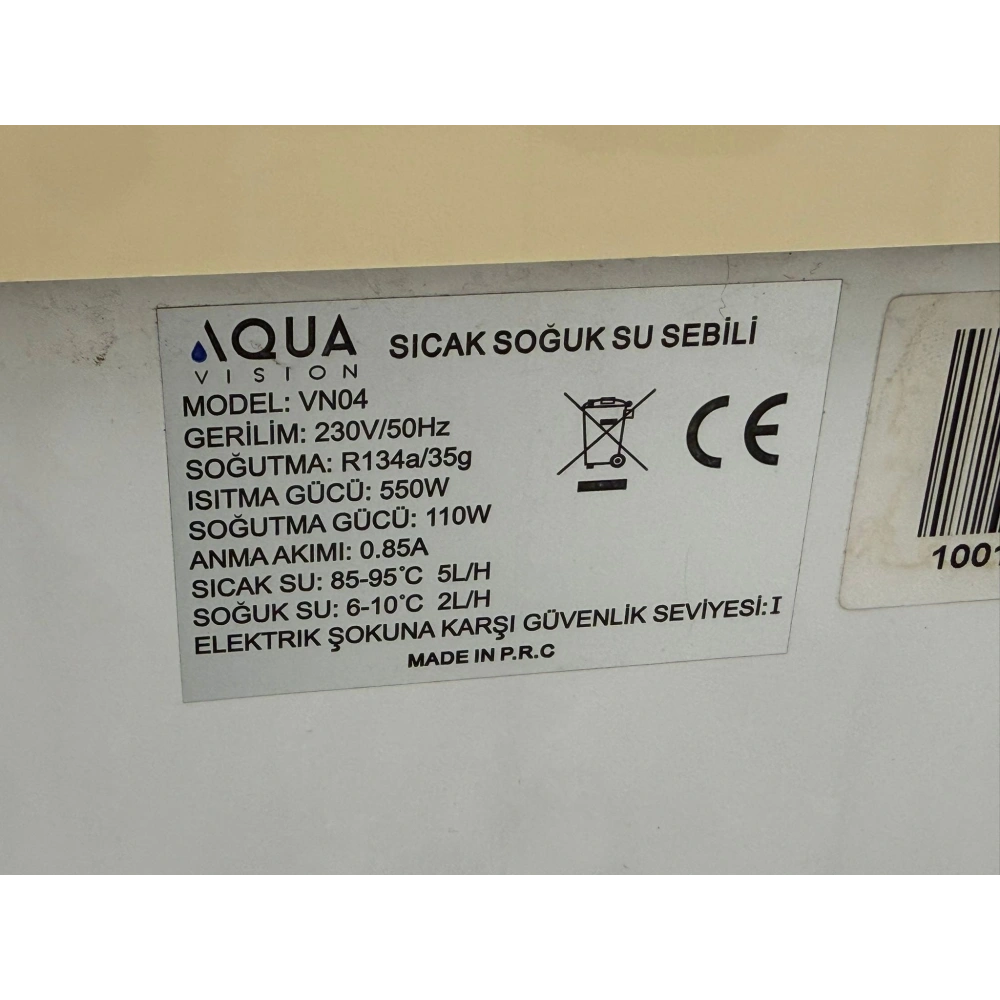 AQUA
VISION
SICAK SOĞUK SU SEBİLİ
MODEL: VN04
GERİLİM: 230V/50Hz
SOĞUTMA: R134a/35g
ISITMA GÜCÜ: 550W
SOĞUTMA GÜCÜ: 110W
ANMA AKIMI: 0.85A
SICAK SU: 85-95°C 5L/H
SOĞUK SU: 6-10°C 2L/H
ELEKTRIK ŞOKUNA KARŞI GÜVENLİK SEVİYESİ: I
MADE IN P.R.C
CE
1001